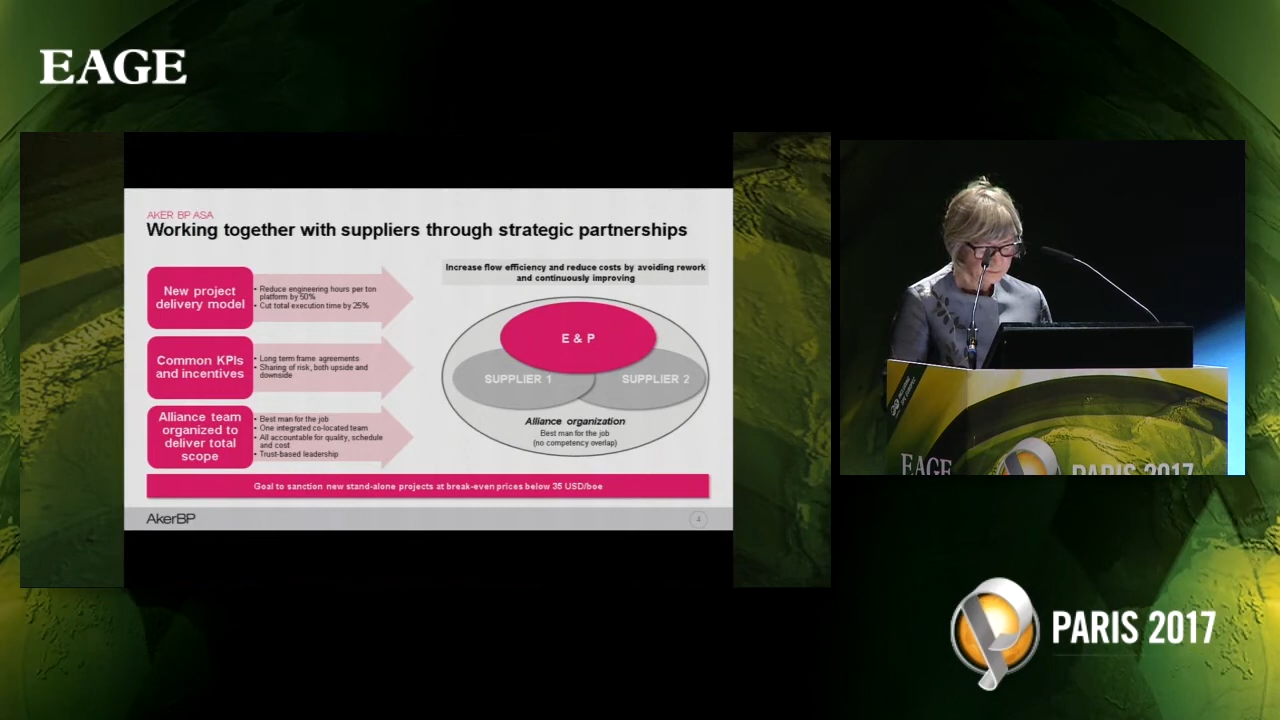 EAGE
AKER BP ASA
Working together with suppliers through strategic partnerships
New project
delivery model
• Reduce engineering hours per ton
platform by 50%
• Cut total execution time by 25%
Common KPIs
and incentives
• Long term frame agreements
• Sharing of risk, both upside and
downside
Alliance team
organized to
deliver total
scope
• Best man for the job
• One integrated co-located team
• All accountable for quality, schedule
and cost
• Trust-based leadership
Increase flow efficiency and reduce costs by avoiding rework
and continuously improving
E & P
SUPPLIER 1
SUPPLIER 2
Alliance organization
Best man for the job
(no competency overlap)
Goal to sanction new stand-alone projects at break-even prices below 35 USD/boe
AkerBP
4
EAGE
PARIS 2017
PARIS 2017